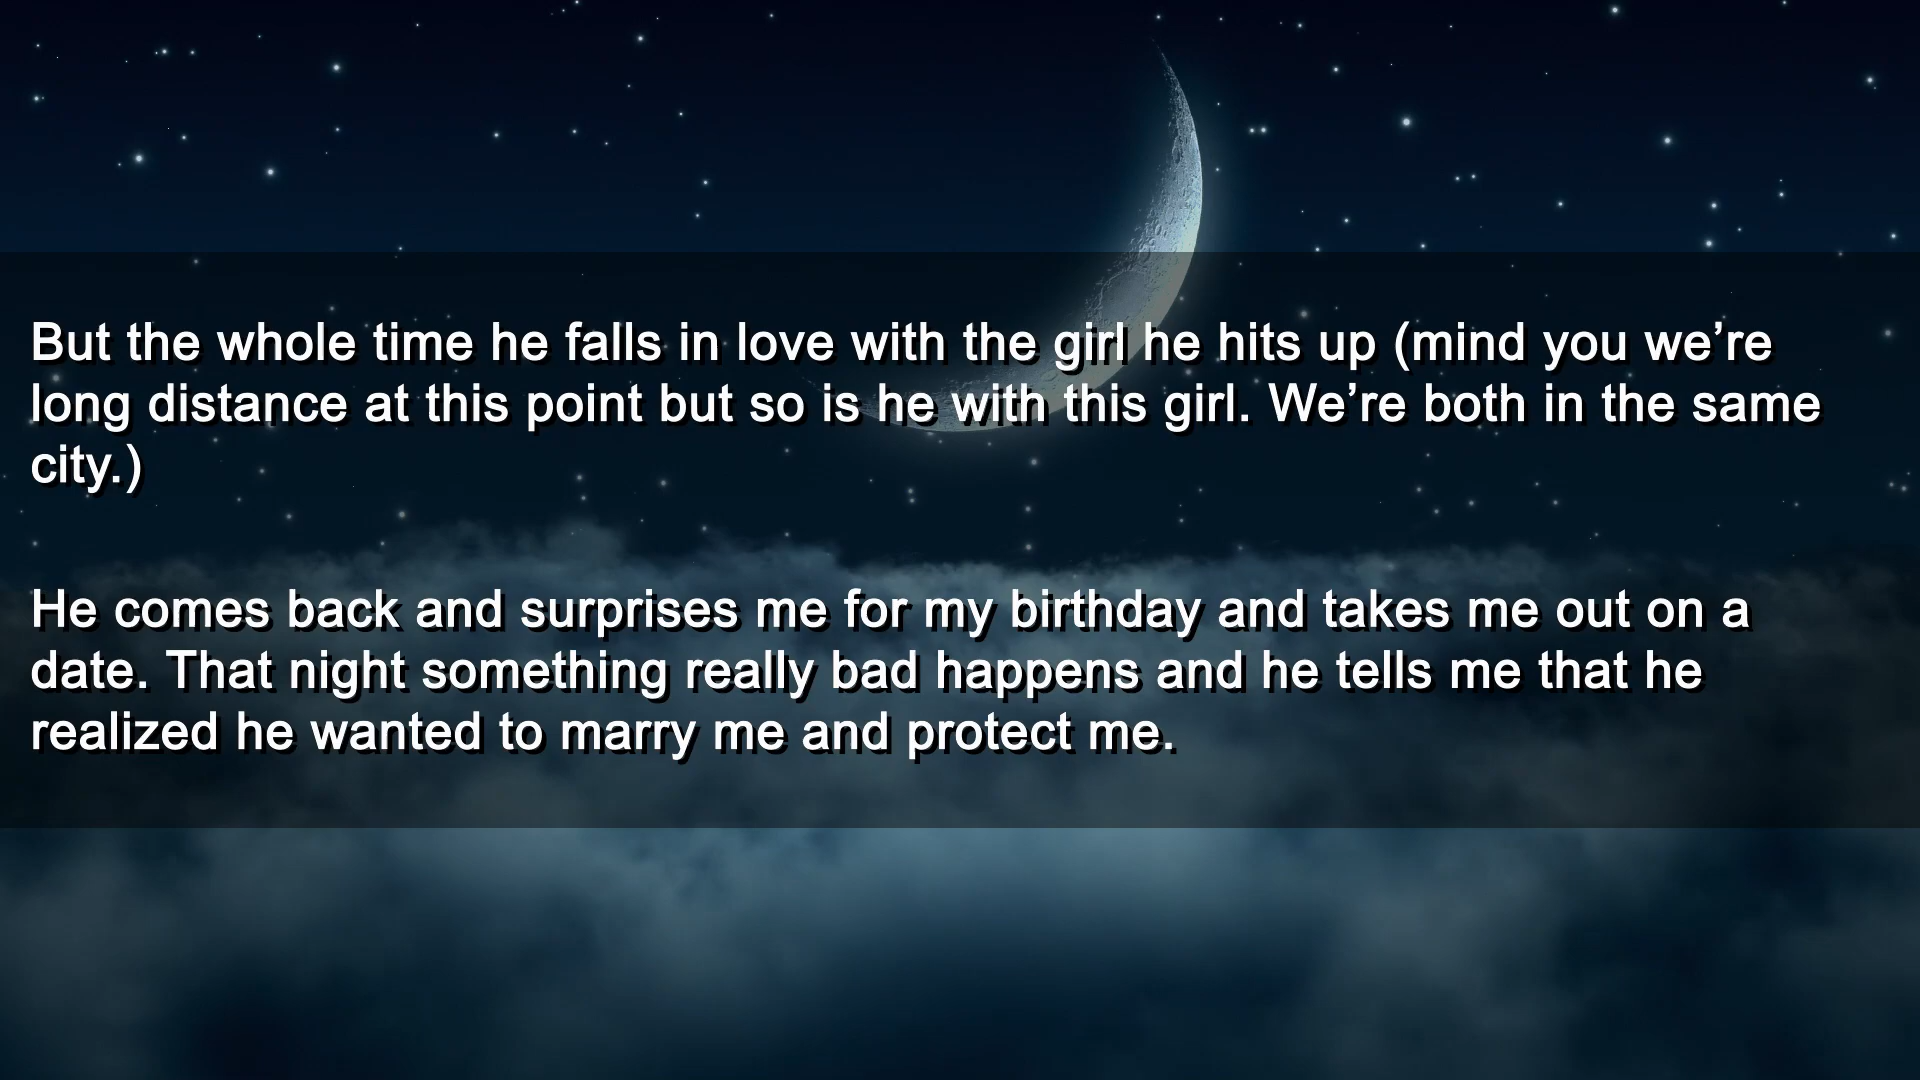 But the whole time he falls in love with the girl he hits up (mind you we’re
long distance at this point but so is he with this girl. We’re both in the same
city.)
He comes back and surprises me for my birthday and takes me out on a
date. That night something really bad happens and he tells me that he
realized he wanted to marry me and protect me.